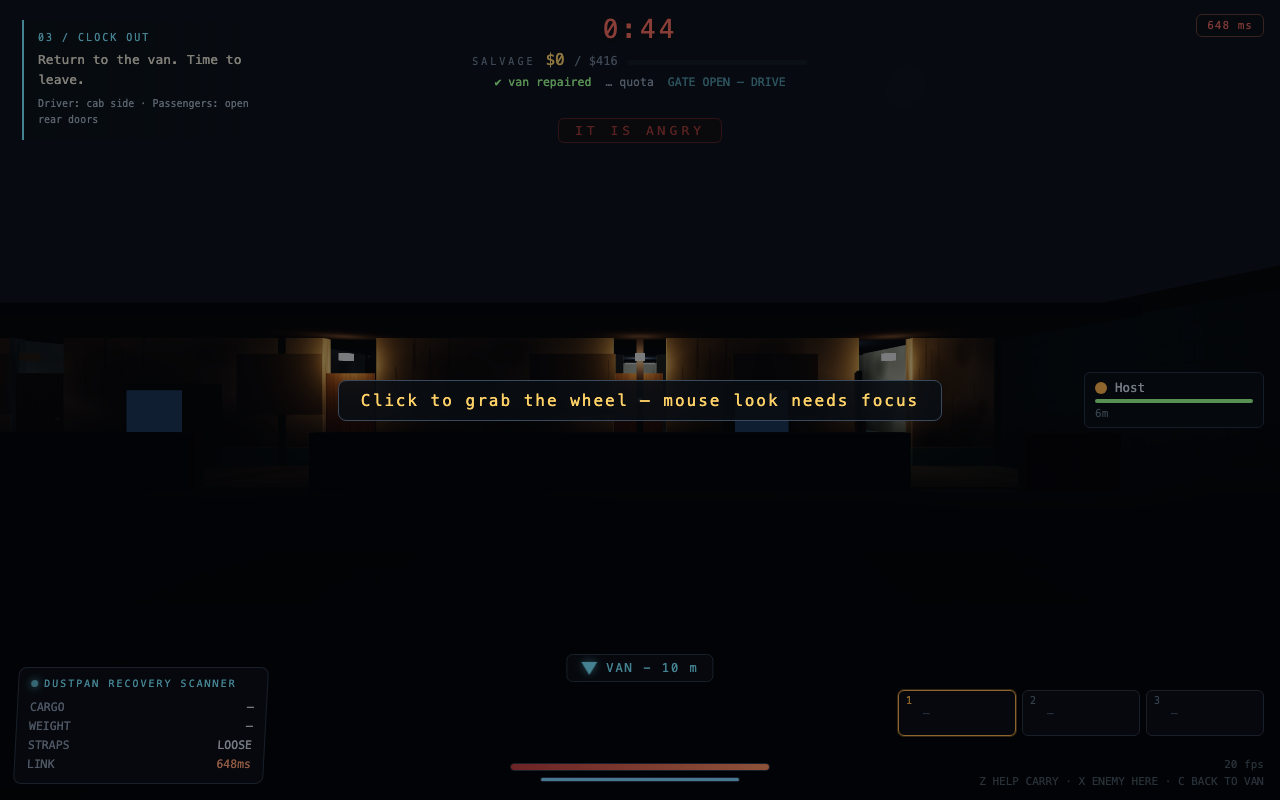 03 / CLOCK OUT
Return to the van. Time to
leave.
Driver: cab side · Passengers: open
rear doors
0:44
SALVAGE $0 / $416
✔ van repaired … quota GATE OPEN — DRIVE
IT IS ANGRY
648 ms
Click to grab the wheel — mouse look needs focus
Host
6m
VAN — 10 m
DUSTPAN RECOVERY SCANNER
CARGO —
WEIGHT —
STRAPS LOOSE
LINK 648ms
1 —
2 —
3 —
20 fps
Z HELP CARRY · X ENEMY HERE · C BACK TO VAN